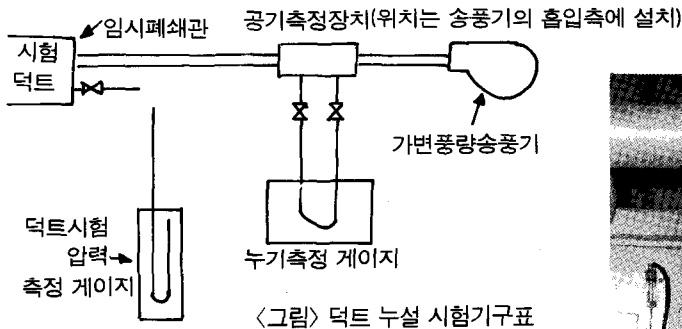 임시폐쇄관
공기측정장치(위치는 송풍기의 흡입측에 설치)
시험
덕트
가변풍량송풍기
덕트시험
압력
측정 게이지
누기측정 게이지
〈그림〉 덕트 누설 시험기구표